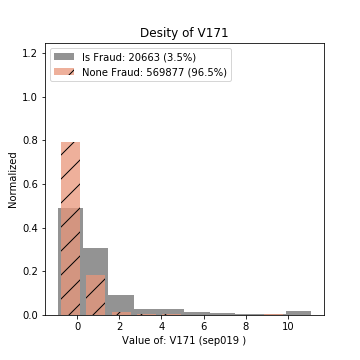 Desity of V171
Is Fraud: 20663 (3.5%)
None Fraud: 569877 (96.5%)
Normalized
1.2
1.0
0.8
0.6
0.4
0.2
0.0
0 2 4 6 8 10
Value of: V171 (sep019 )